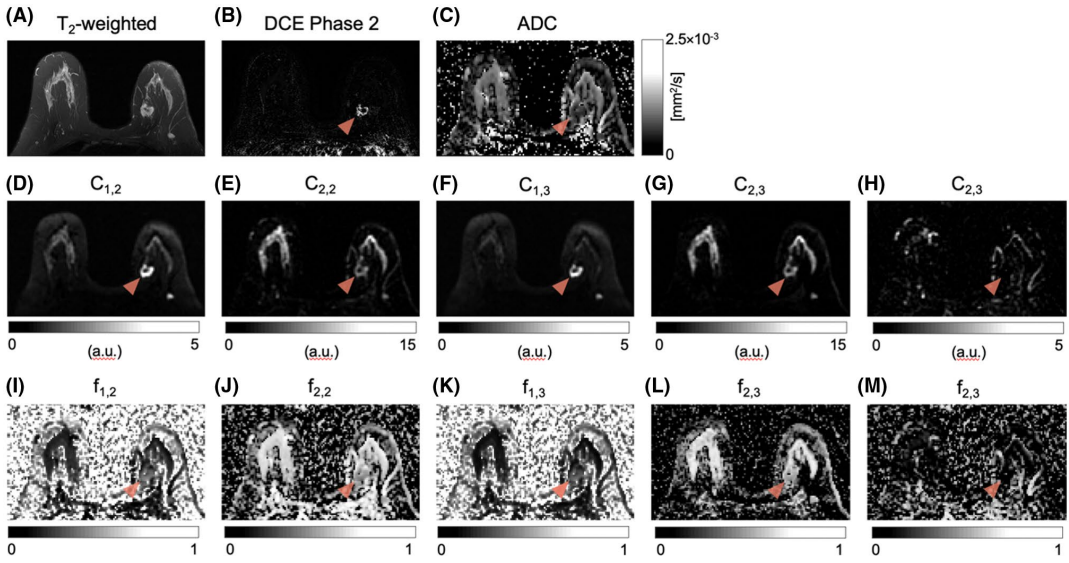 (A) T2-weighted (B) DCE Phase 2 (C) ADC
2.5×10-3
[mm2/s]
0
(D) C1,2 (E) C2,2 (F) C1,3 (G) C2,3 (H) C2,3
0 5 0 15 0 5 0 15 0 5
(a.u.) (a.u.) (a.u.) (a.u.) (a.u.)
(I) f1,2 (J) f2,2 (K) f1,3 (L) f2,3 (M) f2,3
0 1 0 1 0 1 0 1 0 1